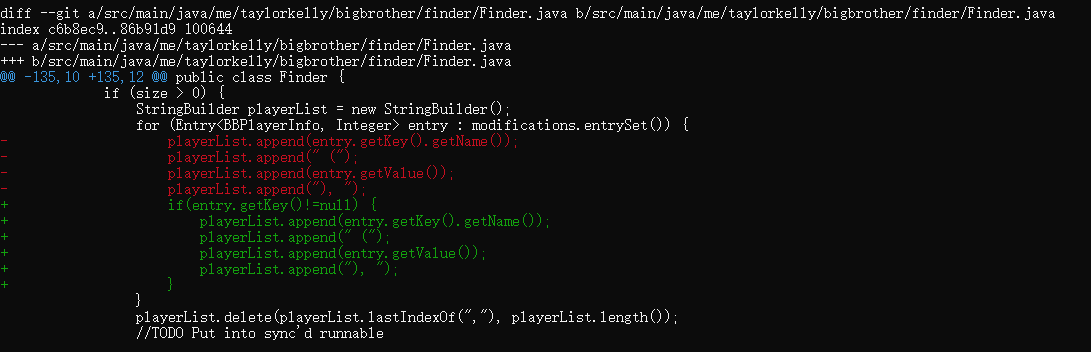 diff --git a/src/main/java/me/taylorkelly/bigbrother/finder/Finder.java b/src/main/java/me/taylorkelly/bigbrother/finder/Finder.java
index c6b8ec9..86b91d9 100644
--- a/src/main/java/me/taylorkelly/bigbrother/finder/Finder.java
+++ b/src/main/java/me/taylorkelly/bigbrother/finder/Finder.java
@@ -135,10 +135,12 @@ public class Finder {
             if (size > 0) {
                 StringBuilder playerList = new StringBuilder();
                 for (Entry<BBPlayerInfo, Integer> entry : modifications.entrySet()) {
-                    playerList.append(entry.getKey().getName());
-                    playerList.append(" (");
-                    playerList.append(entry.getValue());
-                    playerList.append("), ");
+                    if(entry.getKey()!=null) {
+                        playerList.append(entry.getKey().getName());
+                        playerList.append(" (");
+                        playerList.append(entry.getValue());
+                        playerList.append("), ");
+                    }
                 }
                 playerList.delete(playerList.lastIndexOf(","), playerList.length());
                 //TODO Put into sync'd runnable